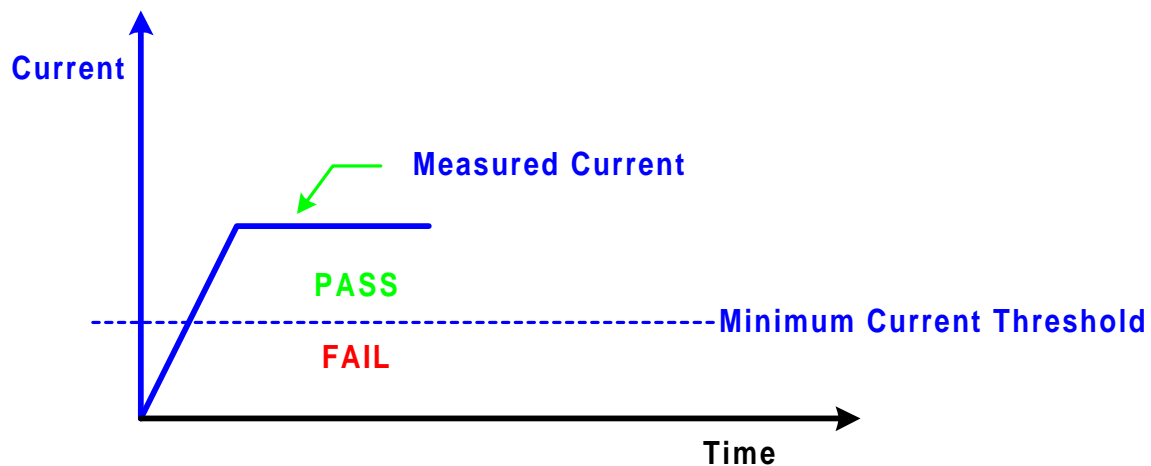 Current
Measured Current
PASS
Minimum Current Threshold
FAIL
Time